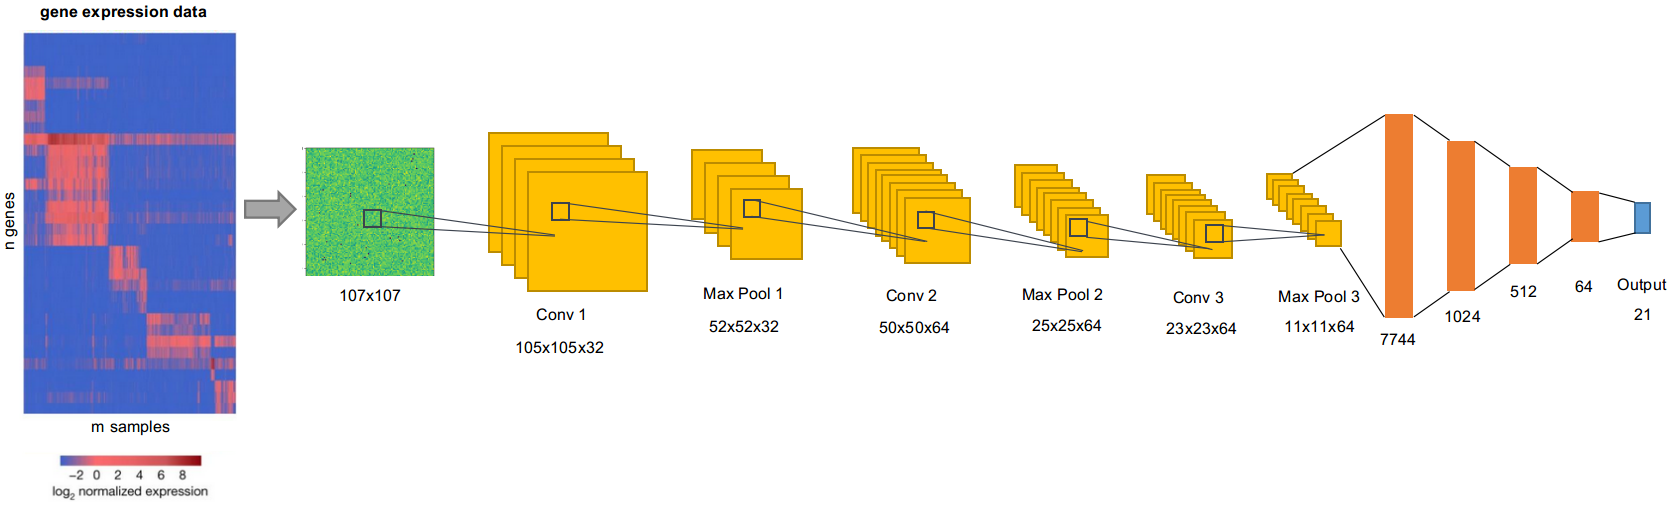 gene expression data
n genes
m samples
−2 0 2 4 6 8
log2 normalized expression
107x107
Conv 1
105x105x32
Max Pool 1
52x52x32
Conv 2
50x50x64
Max Pool 2
25x25x64
Conv 3
23x23x64
Max Pool 3
11x11x64
7744
1024
512
64
Output
21